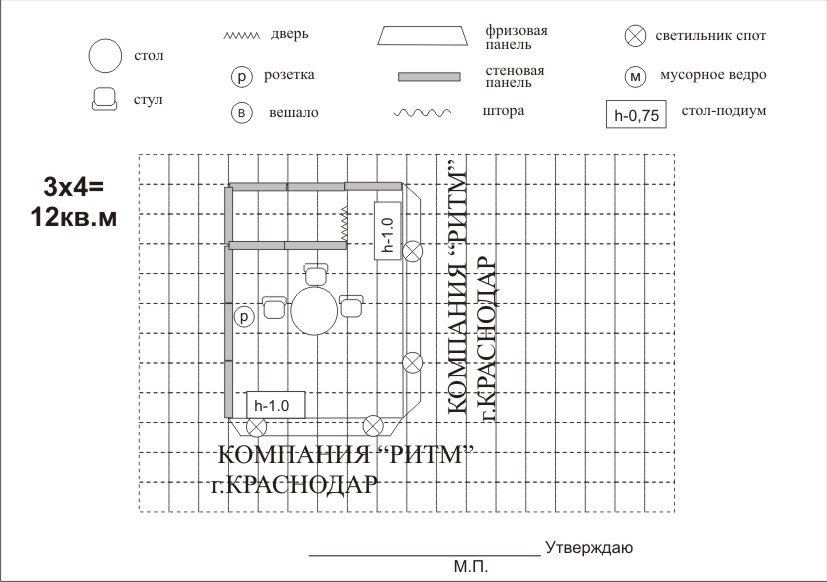 стол
стул
дверь
р
розетка
в
вешало
фризовая
панель
стеновая
панель
штора
светильник спот
м
мусорное ведро
h-0,75
стол-подиум
3х4=
12кв.м
h-1.0
р
h-1.0
КОМПАНИЯ “РИТМ”
г.КРАСНОДАР
КОМПАНИЯ “РИТМ”
г.КРАСНОДАР
Утверждаю
М.П.